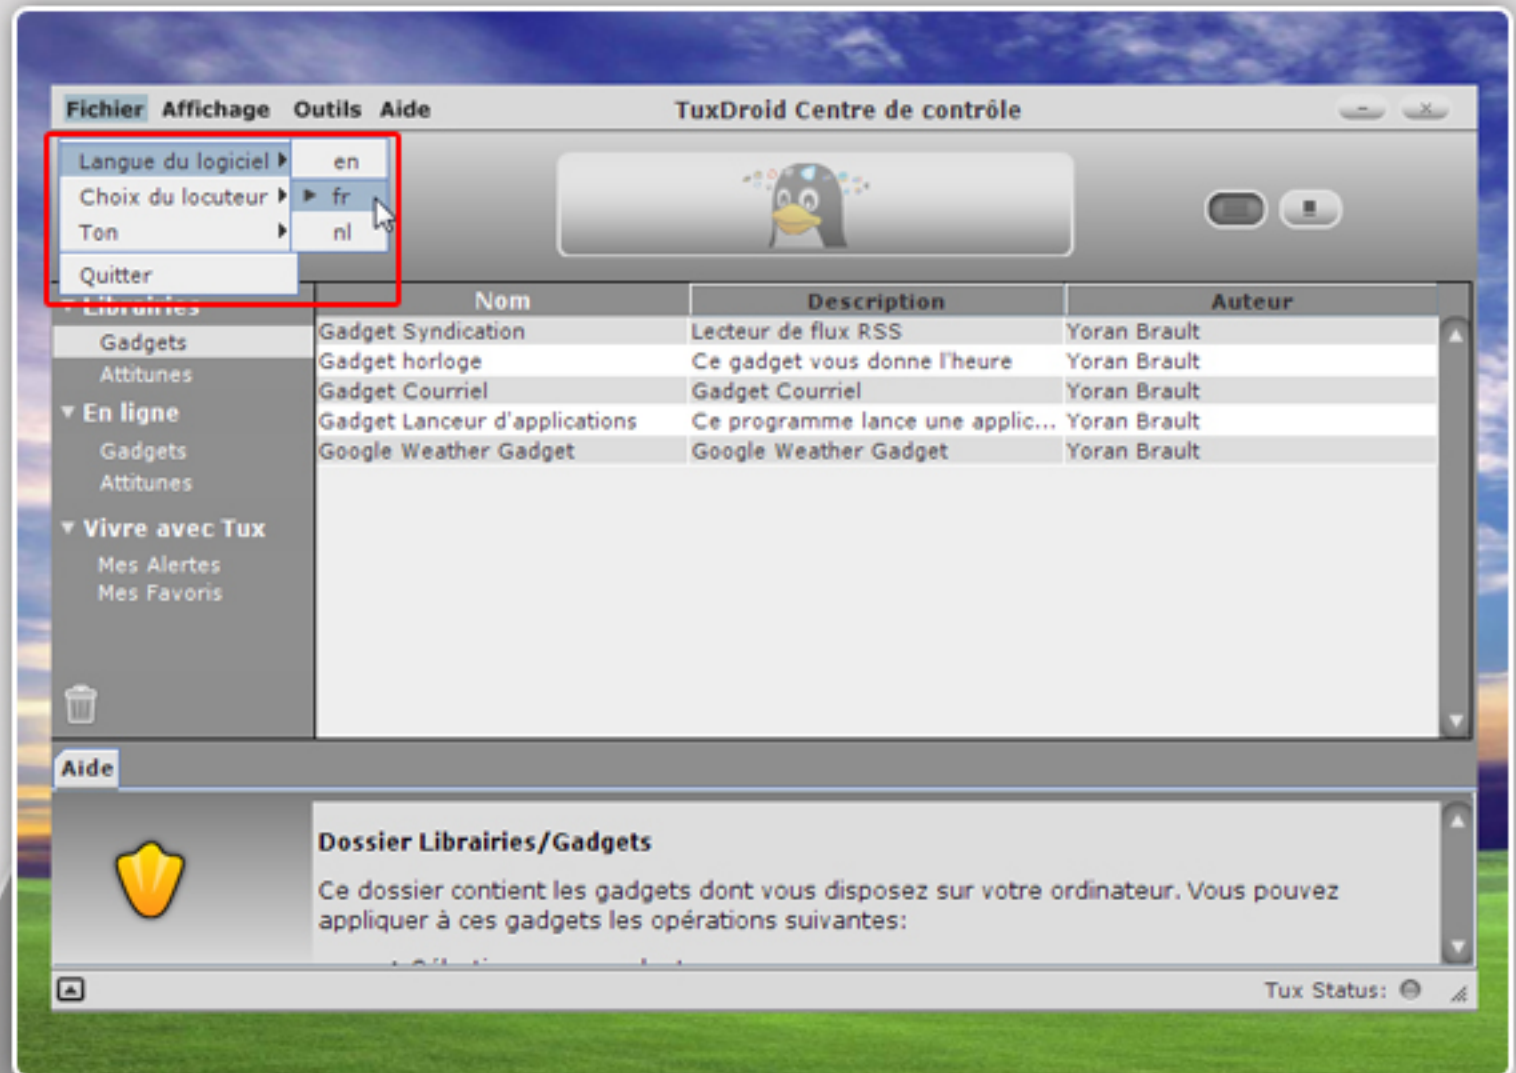 Fichier Affichage Outils Aide TuxDroid Centre de contrôle
Langue du logiciel en
Choix du locuteur fr
Ton nl
Quitter
Librairies
Gadgets
Attitunes
En ligne
Gadgets
Attitunes
Vivre avec Tux
Mes Alertes
Mes Favoris
Nom Description Auteur
Gadget Syndication Lecteur de flux RSS Yoran Brault
Gadget horloge Ce gadget vous donne l'heure Yoran Brault
Gadget Courriel Gadget Courriel Yoran Brault
Gadget Lanceur d'applications Ce programme lance une applic... Yoran Brault
Google Weather Gadget Google Weather Gadget Yoran Brault
Aide
Dossier Librairies/Gadgets
Ce dossier contient les gadgets dont vous disposez sur votre ordinateur. Vous pouvez
appliquer à ces gadgets les opérations suivantes:
Tux Status: